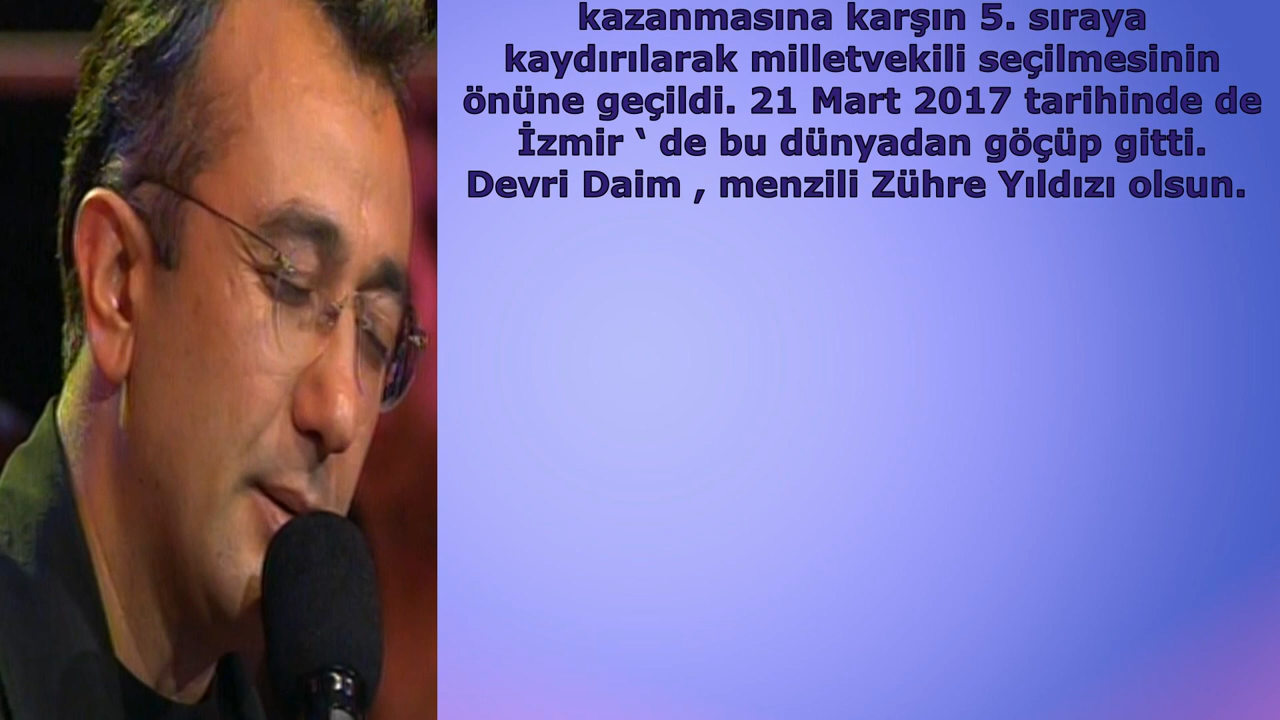 kazanmasına karşın 5. sıraya
kaydırılarak milletvekili seçilmesinin
önüne geçildi. 21 Mart 2017 tarihinde de
İzmir ‘ de bu dünyadan göçüp gitti.
Devri Daim , menzili Zühre Yıldızı olsun.